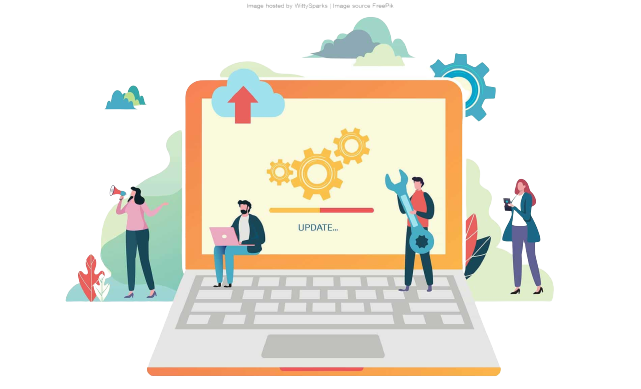 Image hosted by WittySparks | Image source FreePik
UPDATE...